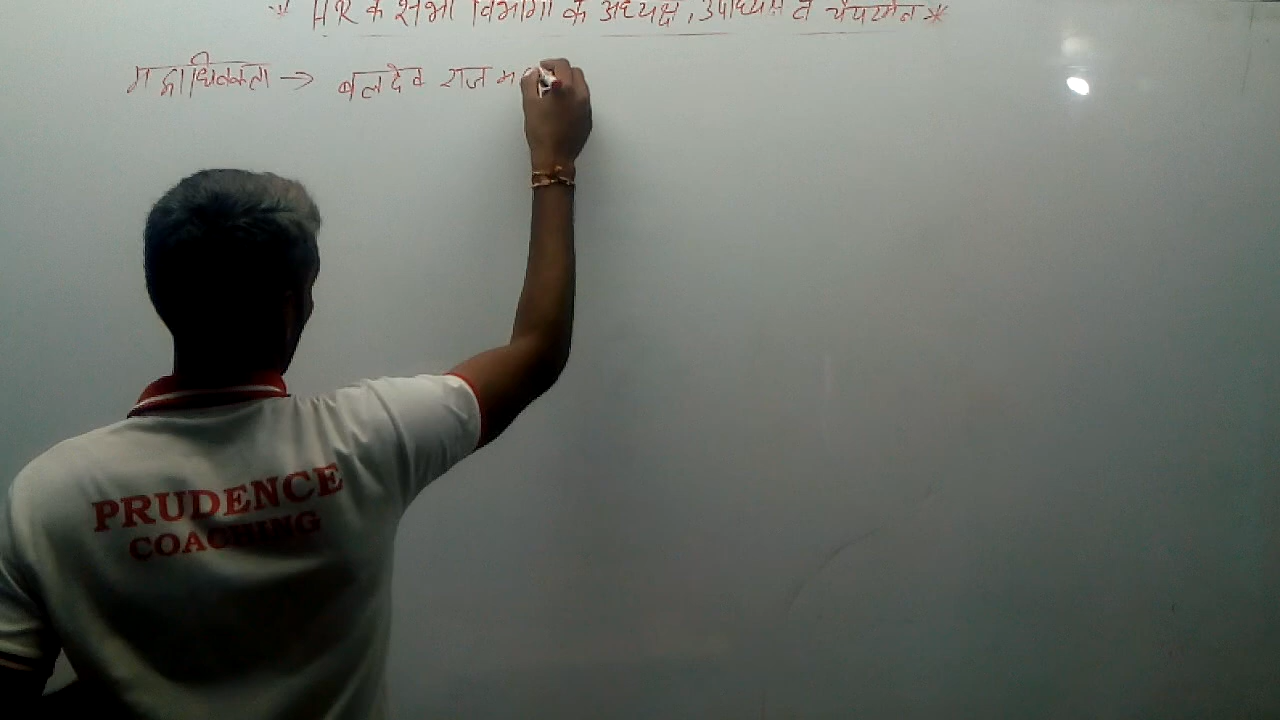 * HR के सभी विभागों के अध्यक्ष, उपाध्यक्ष व चेयरमैन *
महाधिवक्ता → बलदेव राज म
PRUDENCE
COACHING